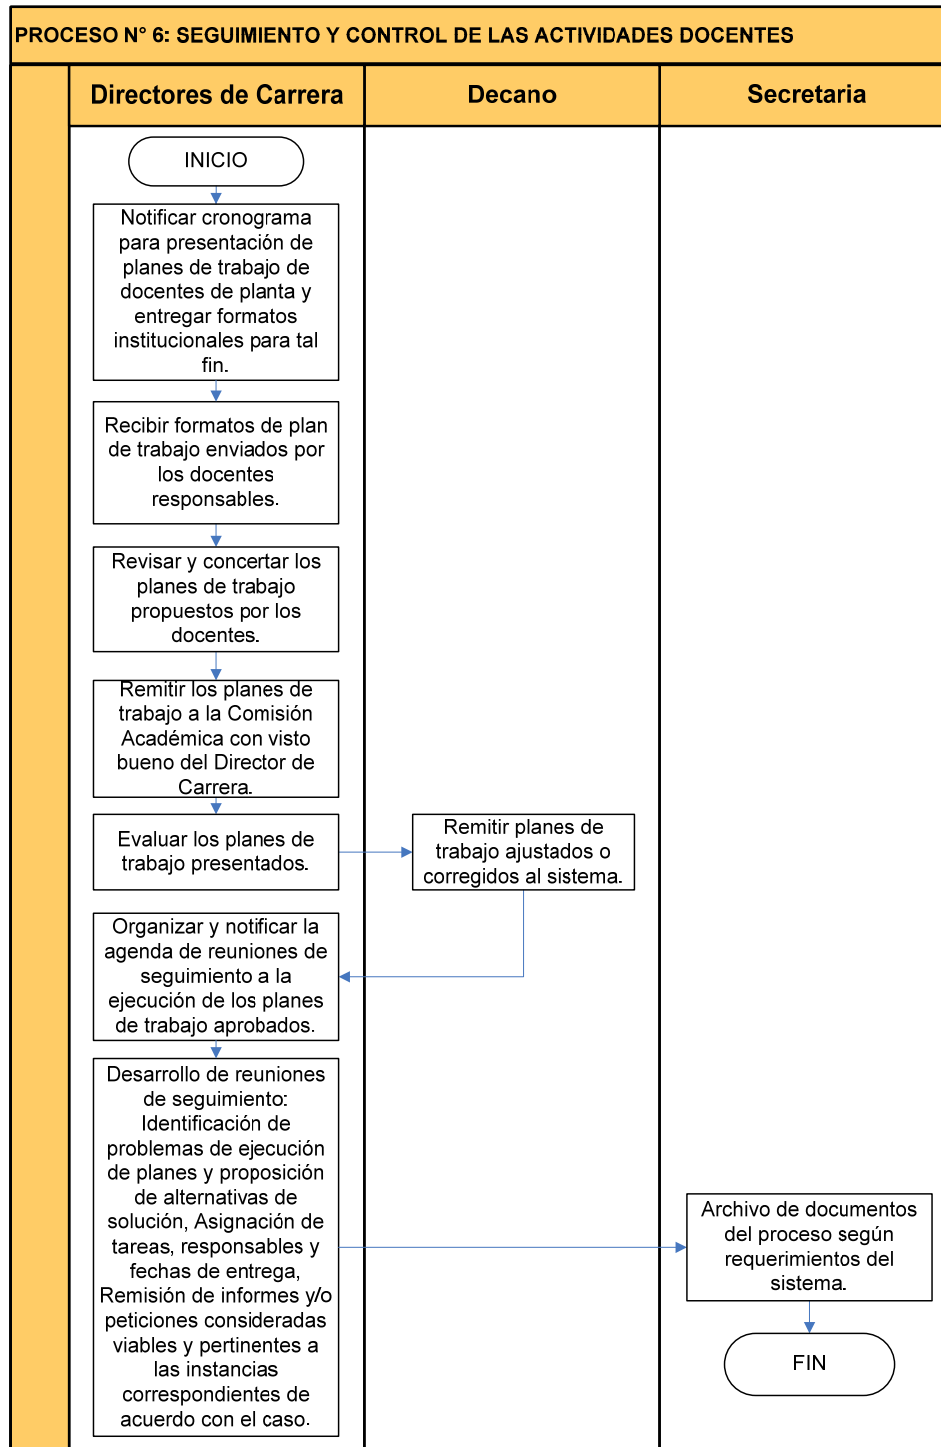 PROCESO N° 6: SEGUIMIENTO Y CONTROL DE LAS ACTIVIDADES DOCENTES
Directores de Carrera
Decano
Secretaria
INICIO
Notificar cronograma
para presentación de
planes de trabajo de
docentes de planta y
entregar formatos
institucionales para tal
fin.
Recibir formatos de plan
de trabajo enviados por
los docentes
responsables.
Revisar y concertar los
planes de trabajo
propuestos por los
docentes.
Remitir los planes de
trabajo a la Comisión
Académica con visto
bueno del Director de
Carrera.
Evaluar los planes de
trabajo presentados.
Remitir planes de
trabajo ajustados o
corregidos al sistema.
Organizar y notificar la
agenda de reuniones de
seguimiento a la
ejecución de los planes
de trabajo aprobados.
Desarrollo de reuniones
de seguimiento:
Identificación de
problemas de ejecución
de planes y proposición
de alternativas de
solución, Asignación de
tareas, responsables y
fechas de entrega,
Remisión de informes y/o
peticiones consideradas
viables y pertinentes a
las instancias
correspondientes de
acuerdo con el caso.
Archivo de documentos
del proceso según
requerimientos del
sistema.
FIN